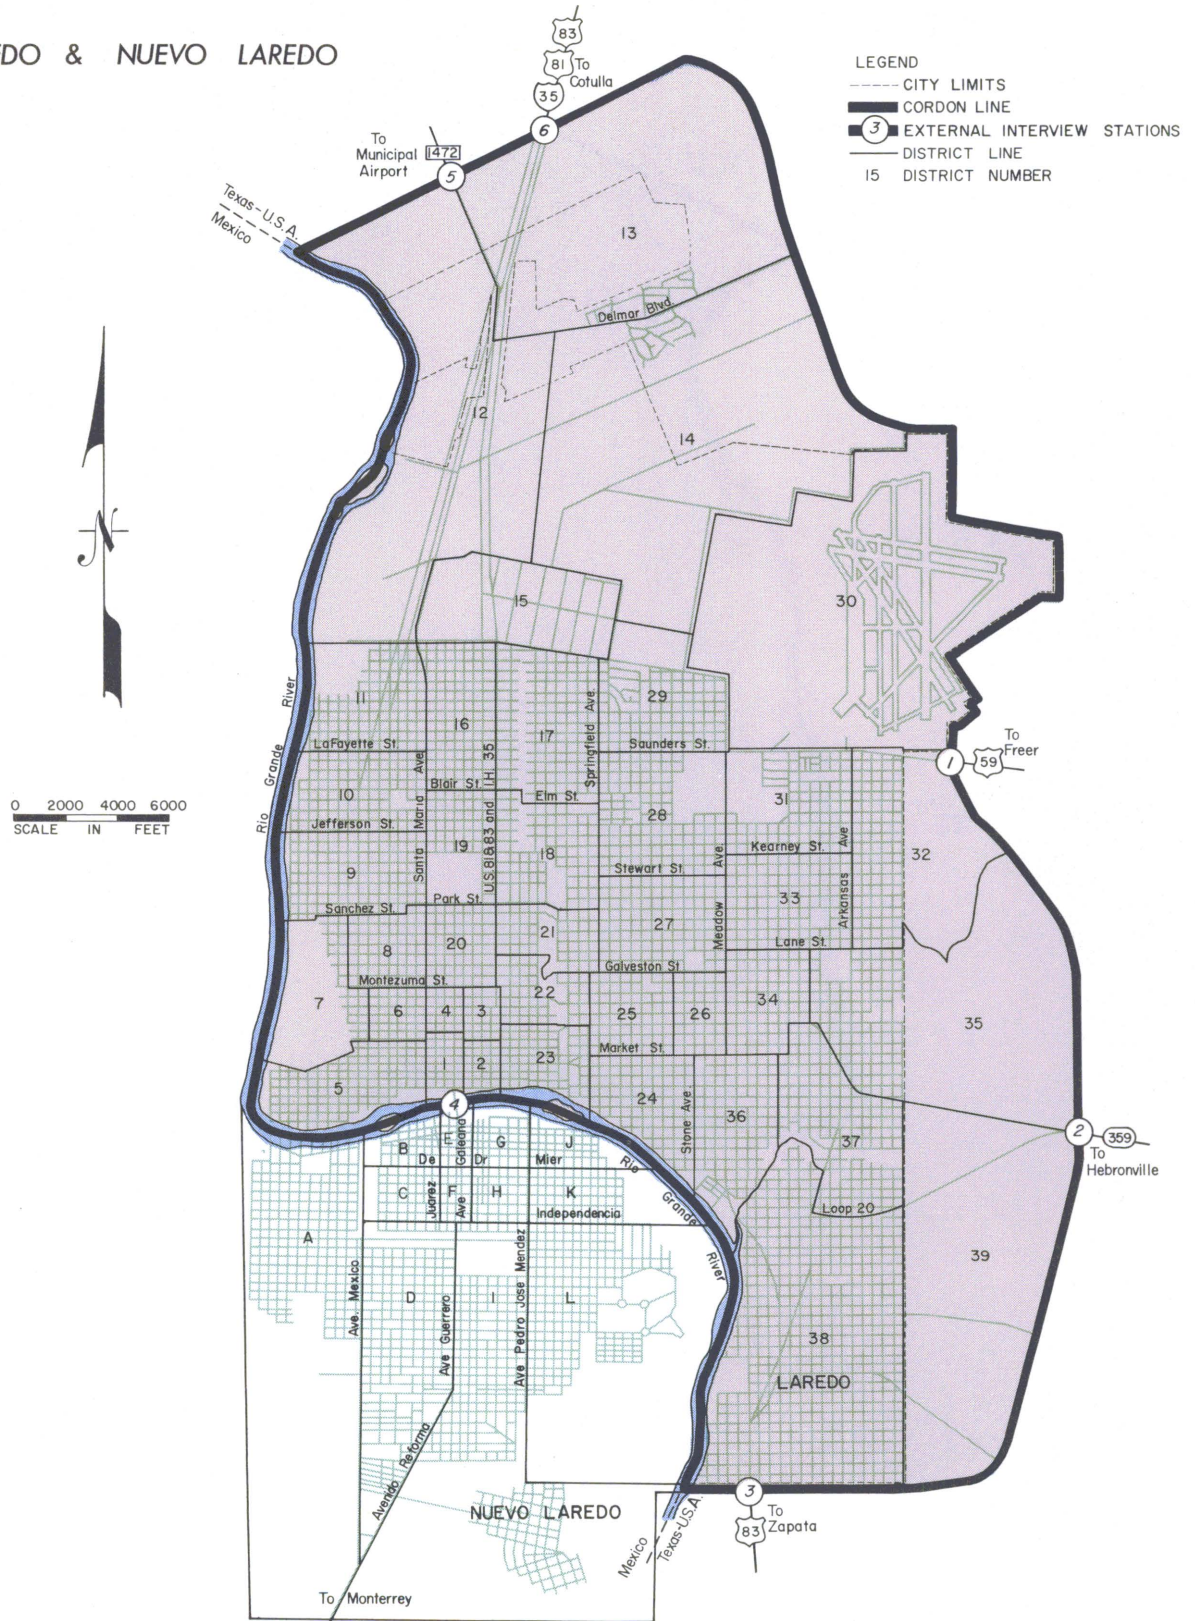 EDO & NUEVO LAREDO
83
81
To
Cotulla
35
6
To
Municipal
Airport
1472
5
LEGEND
CITY LIMITS
CORDON LINE
3 EXTERNAL INTERVIEW STATIONS
DISTRICT LINE
15 DISTRICT NUMBER
Texas-U.S.A.
Mexico
13
Delmar Blvd.
12
14
N
15
30
Rio Grande River
11
16
17
29
Springfield Ave.
LaFayette St.
Saunders St.
To
Freer
1
59
Santa Maria Ave.
Blair St.
U.S. 81 & 83 and I.H. 35
Elm St.
10
31
28
0 2000 4000 6000
SCALE IN FEET
Jefferson St.
19
18
Kearney St.
Arkansas Ave
32
9
Stewart St.
Meadow Ave.
33
Sanchez St.
Park St.
27
Lane St.
8
20
21
Galveston St.
Montezuma St.
7
6
4
3
22
25
26
34
35
Market St.
5
1
2
23
24
Stone Ave.
36
37
4
2
359
To
Hebronville
B
E
Galeana
G
J
De
Dr
Mier
Rio Grande River
C
Juarez
F
Ave
H
K
Independencia
Loop 20
A
39
Ave. Mexico
D
Ave Guerrero
I
Ave Pedro Jose Mendez
L
38
LAREDO
Avenido Reforma
NUEVO LAREDO
3
To
Zapata
83
Mexico
Texas-U.S.A.
To Monterrey